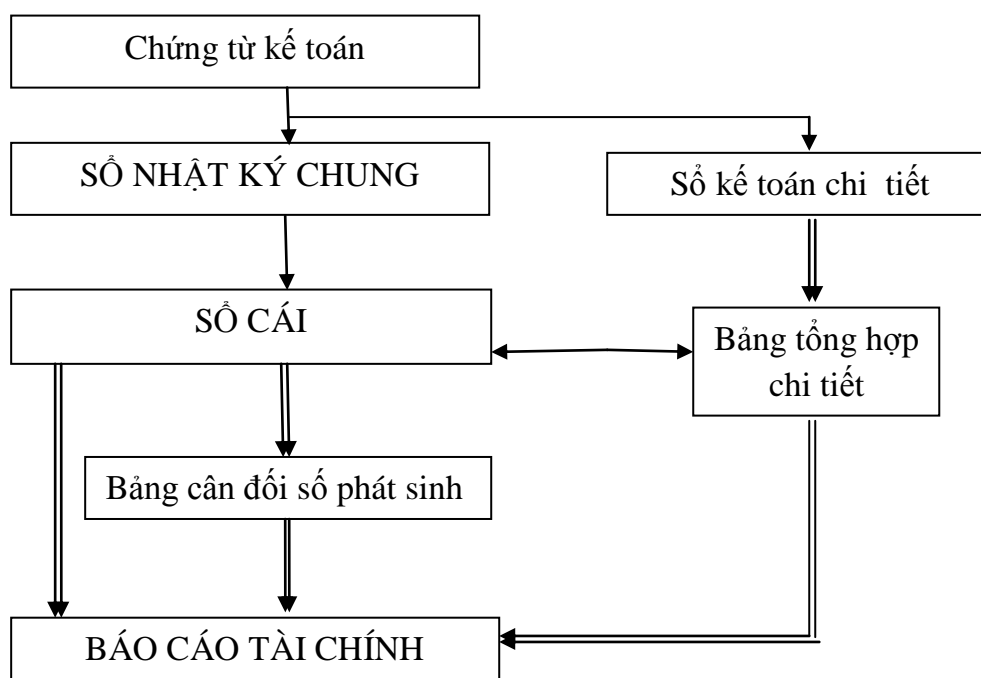 Chứng từ kế toán
SỔ NHẬT KÝ CHUNG
Sổ kế toán chi tiết
SỔ CÁI
Bảng tổng hợp
chi tiết
Bảng cân đối số phát sinh
BÁO CÁO TÀI CHÍNH